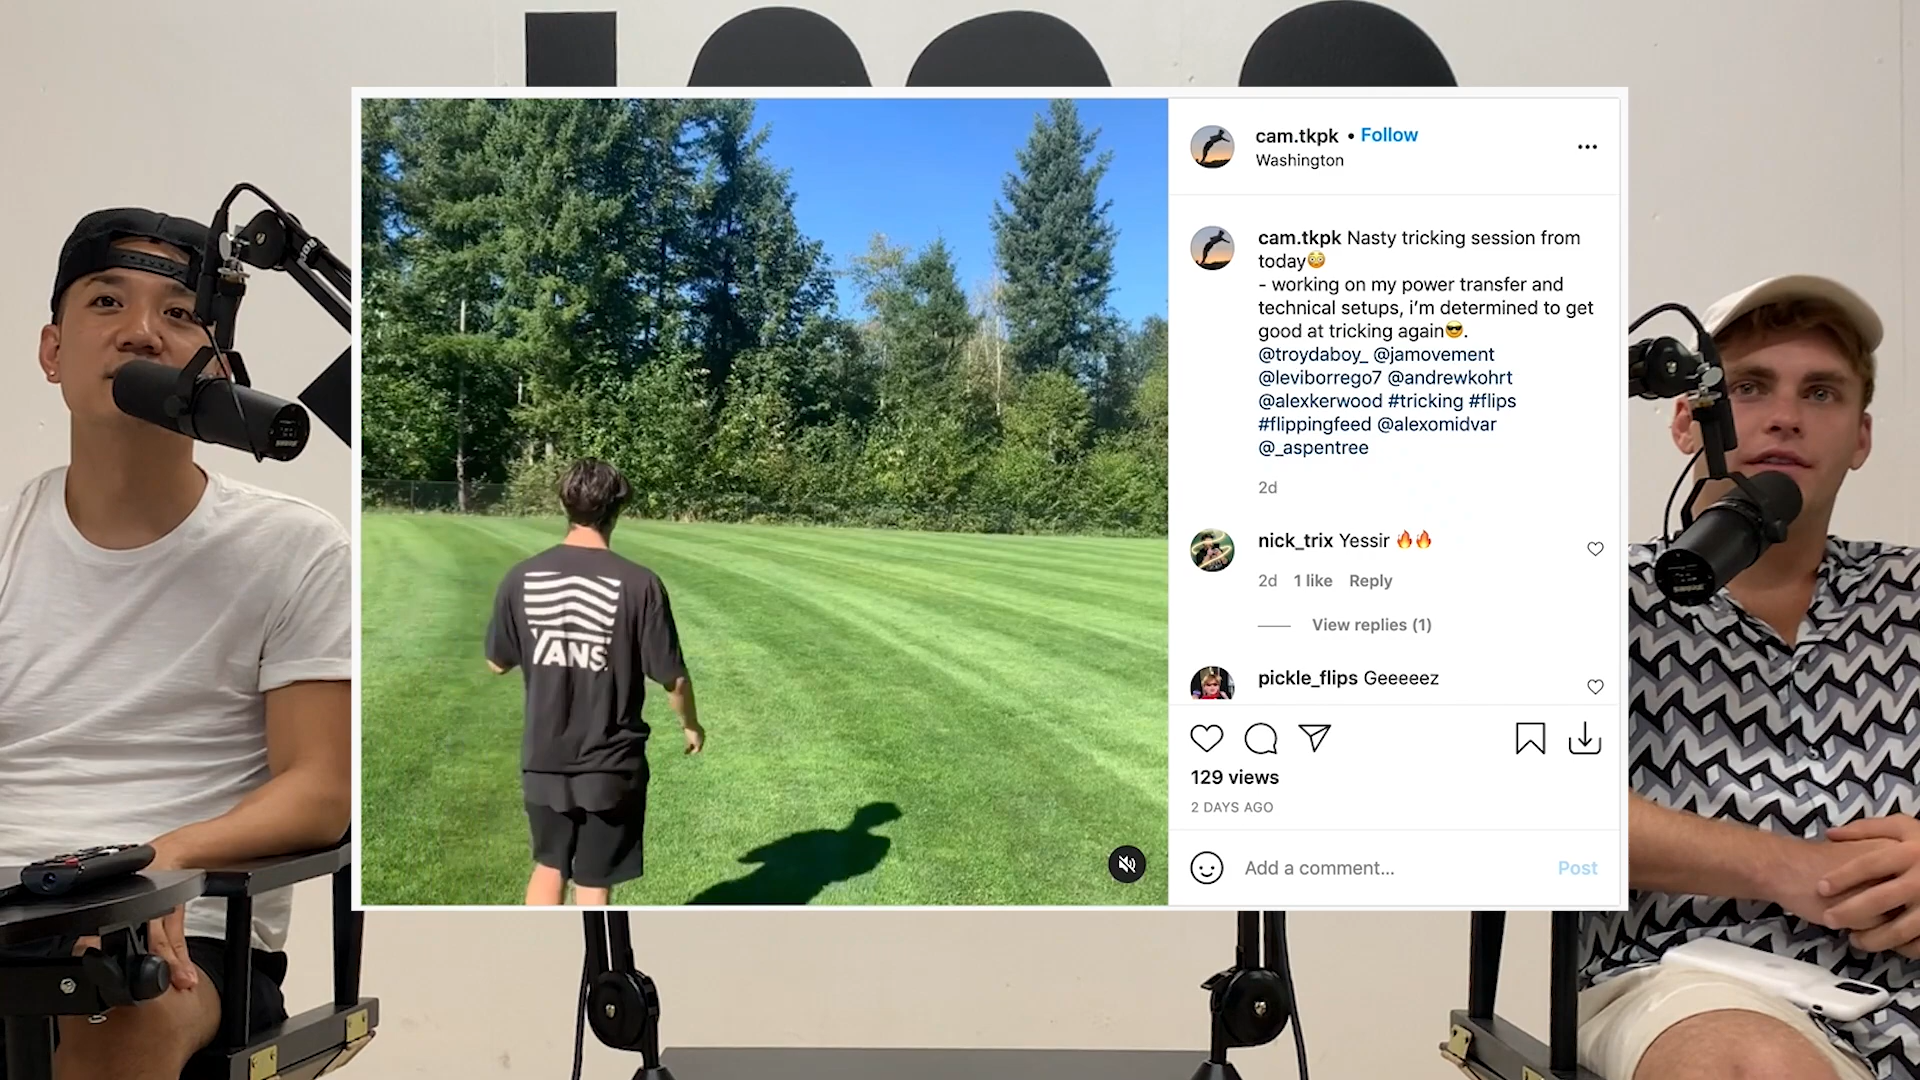 cam.tkpk • Follow
Washington
cam.tkpk Nasty tricking session from
today😳
- working on my power transfer and
technical setups, i'm determined to get
good at tricking again😎.
@troydaboy_ @jamovement
@leviborrego7 @andrewkohrt
@alexkerwood #tricking #flips
#flippingfeed @alexomidvar
@_aspentree
2d
nick_trix Yessir 🔥🔥
2d 1 like Reply
View replies (1)
pickle_flips Geeeeez
129 views
2 DAYS AGO
Add a comment... Post
VANS
RØDE
SHURE